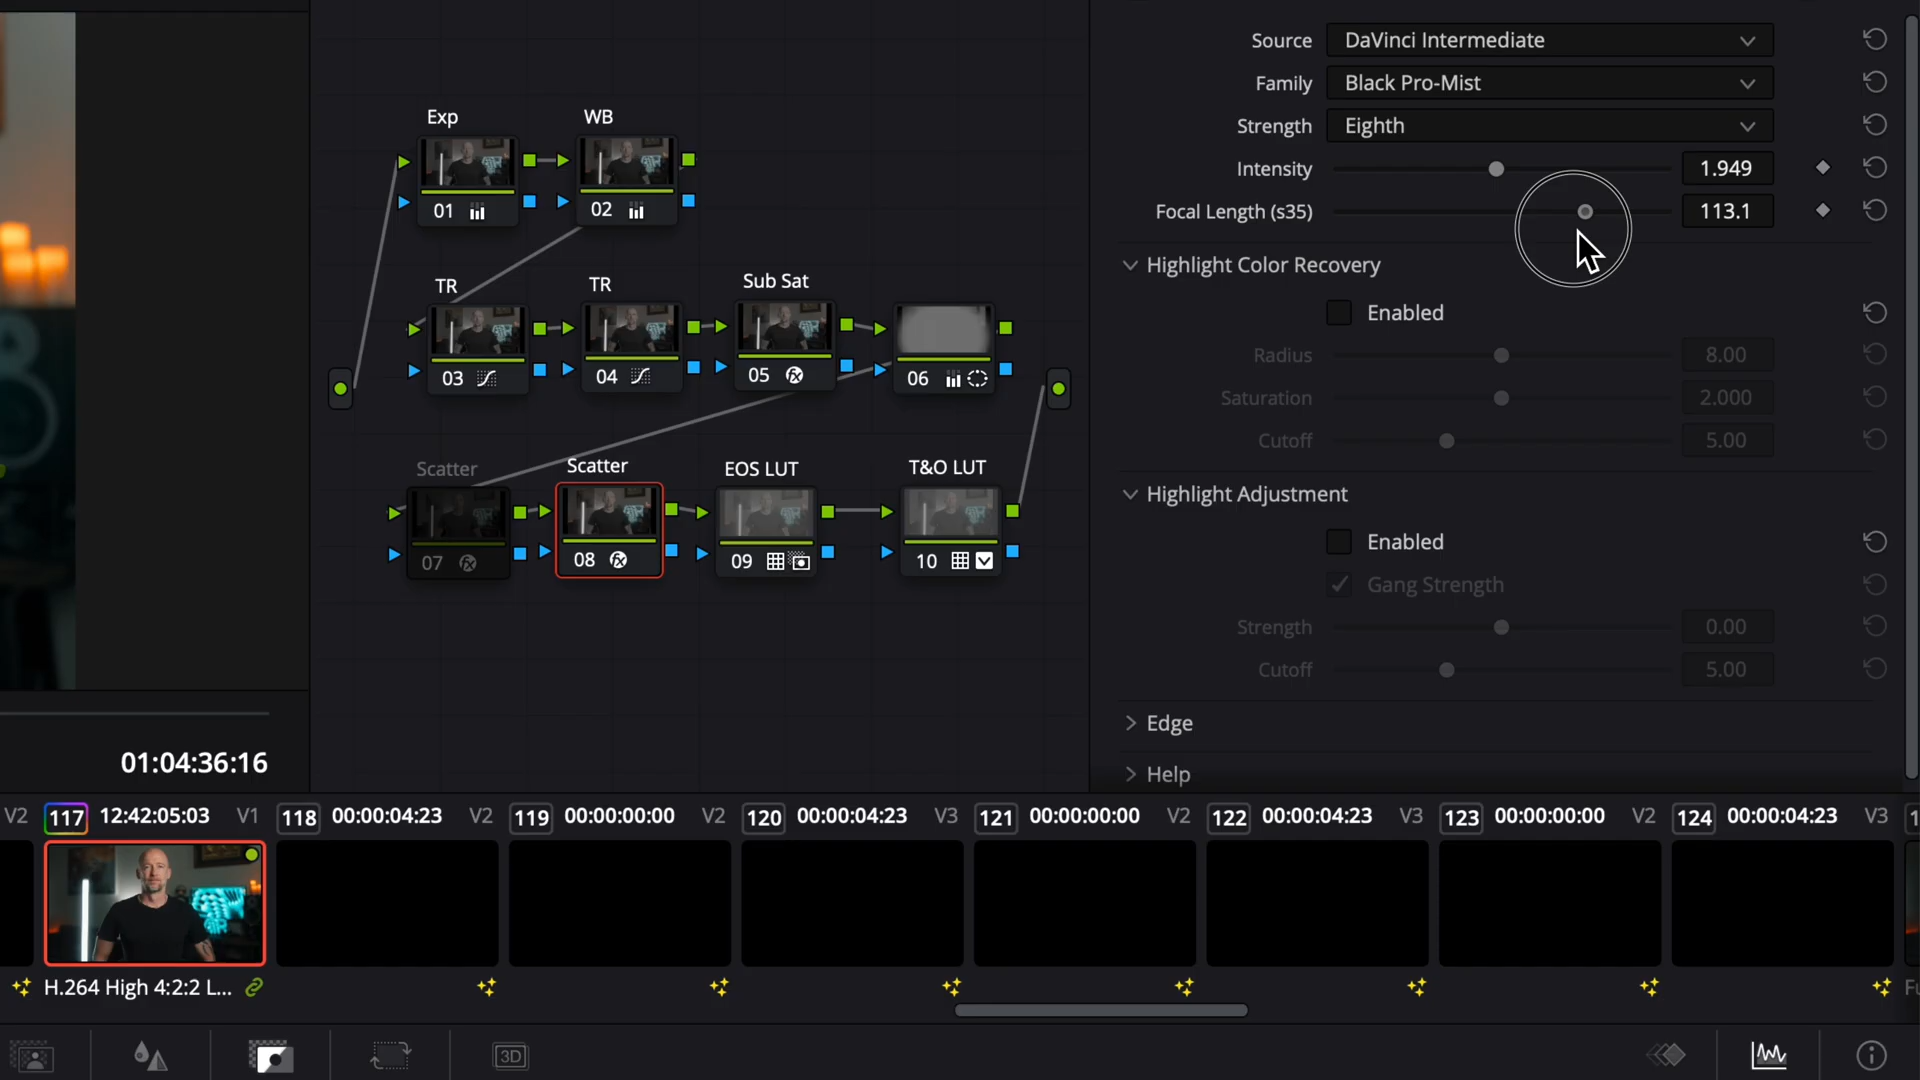 Source DaVinci Intermediate
Family Black Pro-Mist
Strength Eighth
Intensity 1.949
Focal Length (s35) 113.1
Highlight Color Recovery
Enabled
Radius 8.00
Saturation 2.000
Cutoff 5.00
Highlight Adjustment
Enabled
Gang Strength
Strength 0.00
Cutoff 5.00
Edge
Help
Exp WB
01 02
TR TR Sub Sat
03 04 05 06
Scatter Scatter EOS LUT T&O LUT
07 08 09 10
01:04:36:16
V2 117 12:42:05:03 V1 118 00:00:04:23 V2 119 00:00:00:00 V2 120 00:00:04:23 V3 121 00:00:00:00 V2 122 00:00:04:23 V3 123 00:00:00:00 V2 124 00:00:04:23 V3
H.264 High 4:2:2 L...
3D